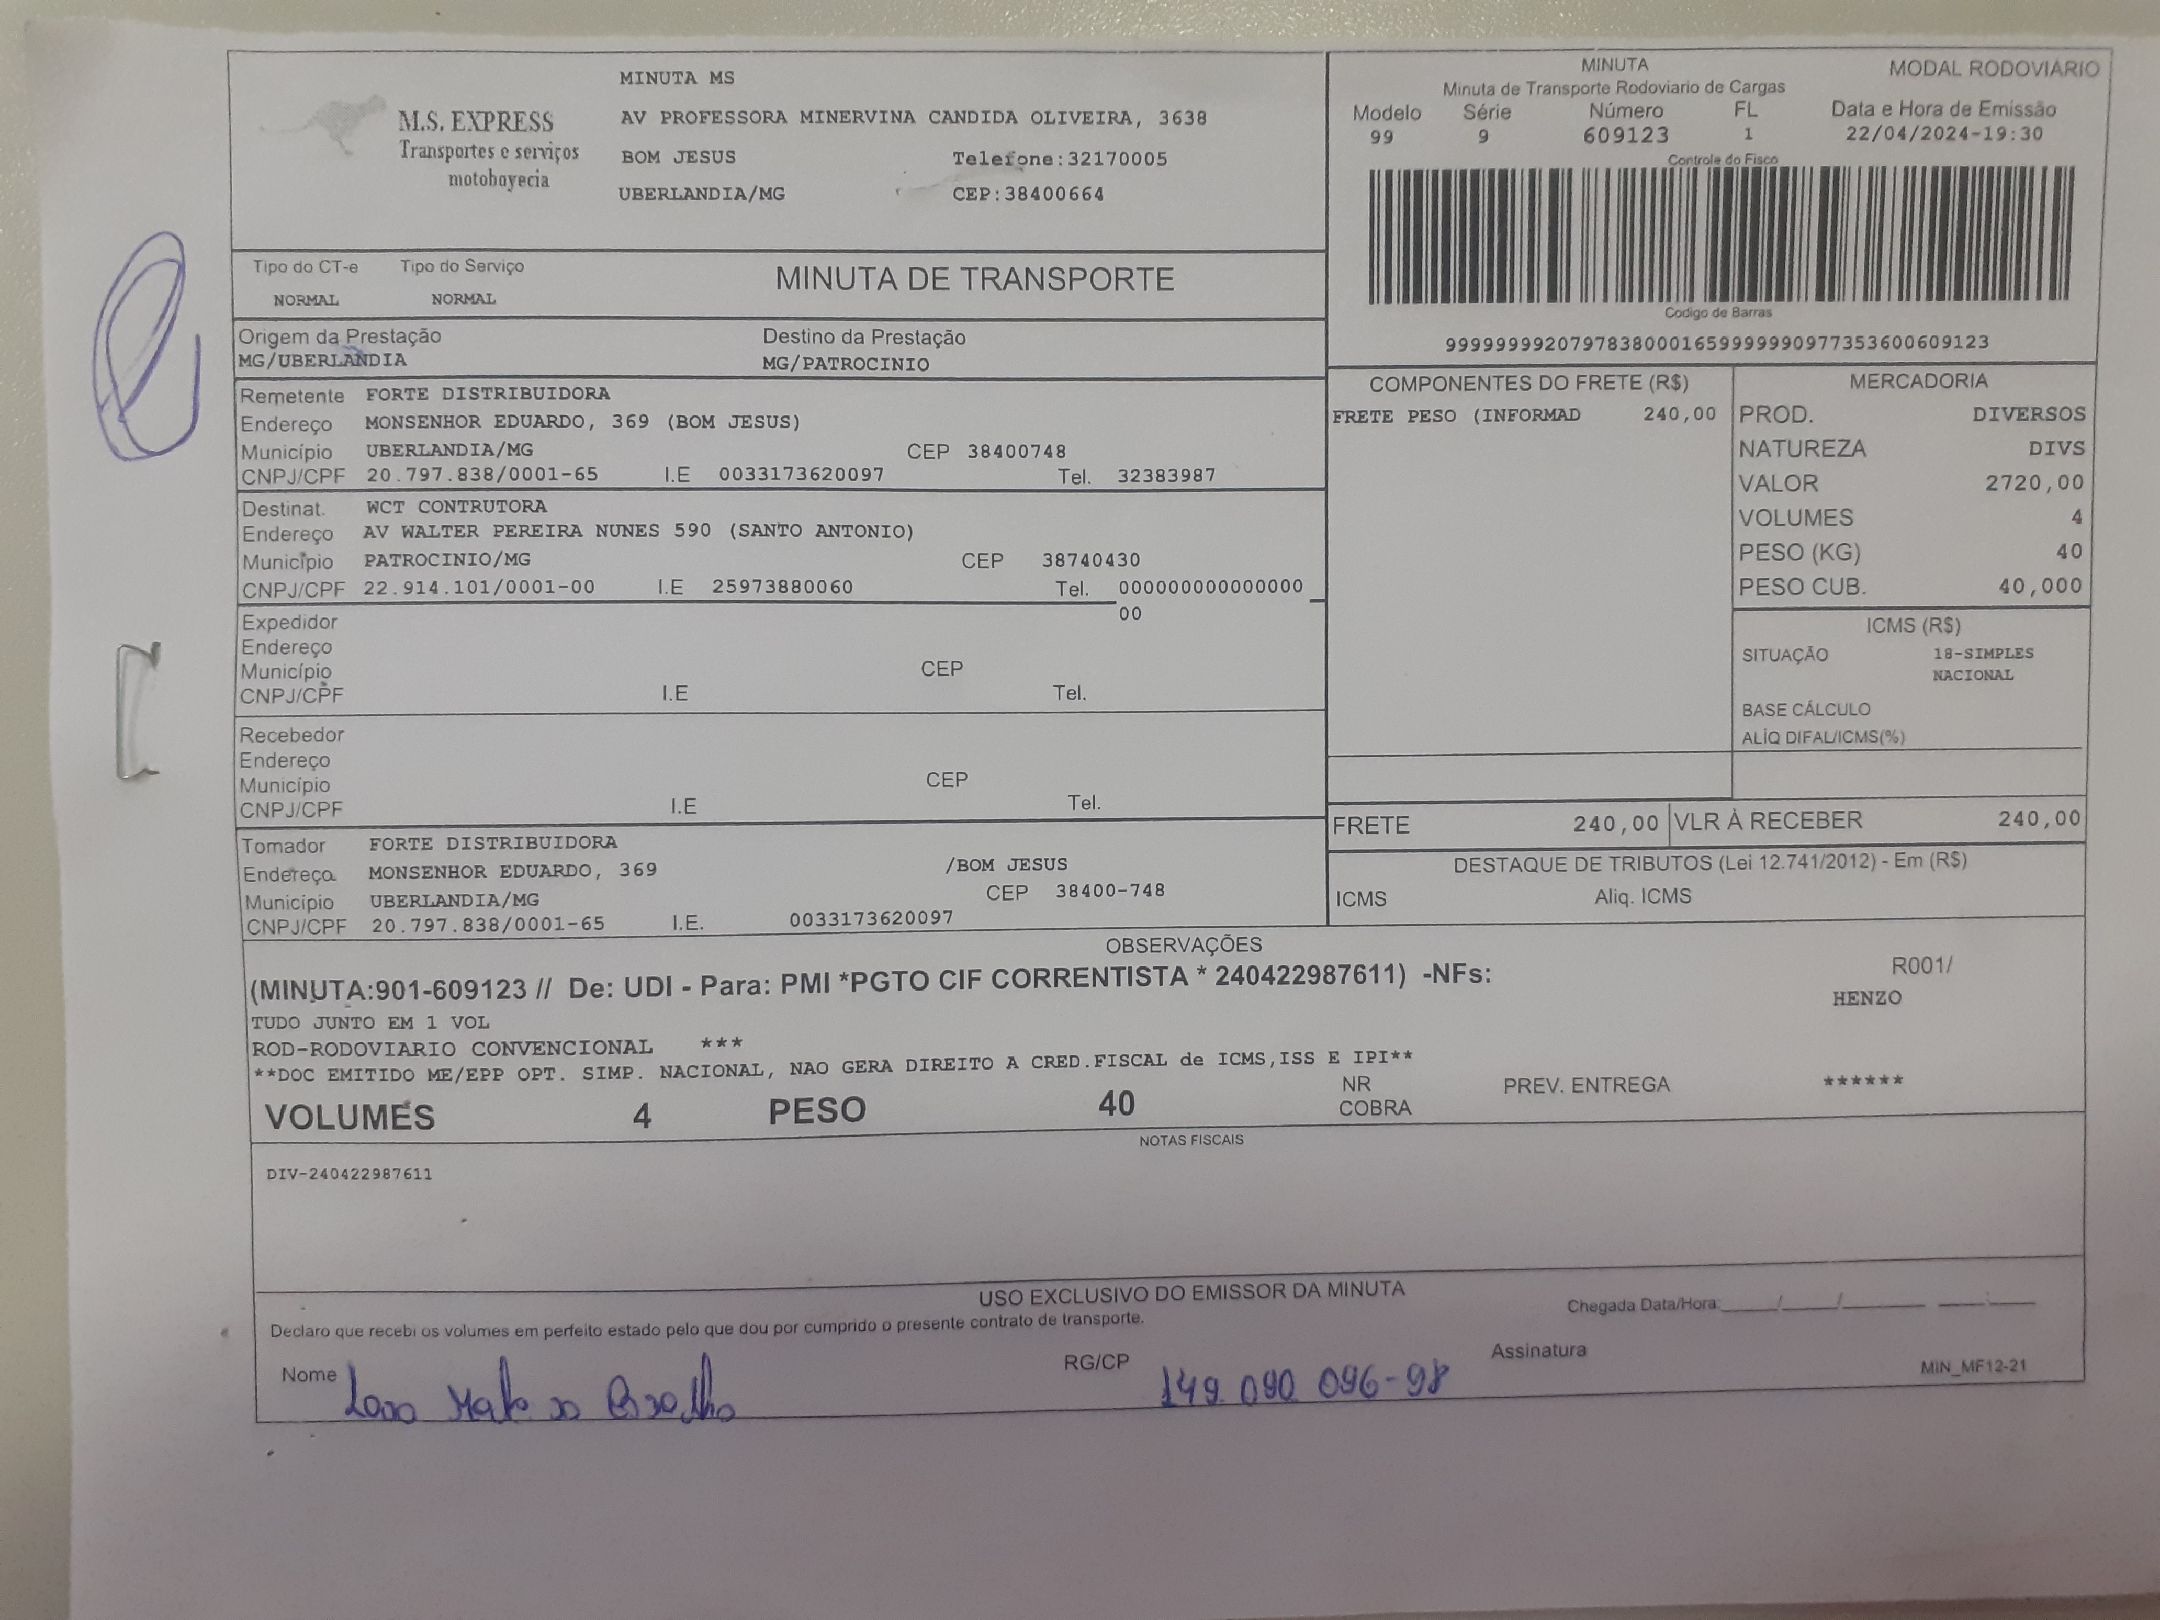 M.S. EXPRESS
Transportes e serviços
motoboyecia
MINUTA MS
AV PROFESSORA MINERVINA CANDIDA OLIVEIRA, 3638
BOM JESUS Telefone:32170005
UBERLANDIA/MG CEP:38400664
MINUTA MODAL RODOVIÁRIO
Minuta de Transporte Rodoviario de Cargas
Modelo Série Número FL Data e Hora de Emissão
99 9 609123 1 22/04/2024-19:30
Controle do Fisco
Codigo de Barras
99999999207978380001659999999097735360060​9123
Tipo do CT-e Tipo do Serviço
NORMAL NORMAL
MINUTA DE TRANSPORTE
Origem da Prestação Destino da Prestação
MG/UBERLANDIA MG/PATROCINIO
Remetente FORTE DISTRIBUIDORA
Endereço MONSENHOR EDUARDO, 369 (BOM JESUS)
Município UBERLANDIA/MG CEP 38400748
CNPJ/CPF 20.797.838/0001-65 I.E 0033173620097 Tel. 32383987
Destinat. WCT CONTRUTORA
Endereço AV WALTER PEREIRA NUNES 590 (SANTO ANTONIO)
Município PATROCINIO/MG CEP 38740430
CNPJ/CPF 22.914.101/0001-00 I.E 25973880060 Tel. 000000000000000
00
Expedidor
Endereço
Município CEP
CNPJ/CPF I.E Tel.
Recebedor
Endereço
Município CEP
CNPJ/CPF I.E Tel.
Tomador FORTE DISTRIBUIDORA
Endereço MONSENHOR EDUARDO, 369 /BOM JESUS
Município UBERLANDIA/MG CEP 38400-748
CNPJ/CPF 20.797.838/0001-65 I.E. 0033173620097
COMPONENTES DO FRETE (R$)
FRETE PESO (INFORMAD 240,00
MERCADORIA
PROD. DIVERSOS
NATUREZA DIVS
VALOR 2720,00
VOLUMES 4
PESO (KG) 40
PESO CUB. 40,000
ICMS (R$)
SITUAÇÃO 18-SIMPLES
NACIONAL
BASE CÁLCULO
ALÍQ DIFAL/ICMS(%)
FRETE 240,00 VLR À RECEBER 240,00
DESTAQUE DE TRIBUTOS (Lei 12.741/2012) - Em (R$)
ICMS Aliq. ICMS
OBSERVAÇÕES
(MINUTA:901-609123 // De: UDI - Para: PMI *PGTO CIF CORRENTISTA * 240422987611) -NFs:
R001/
HENZO
TUDO JUNTO EM 1 VOL
ROD-RODOVIARIO CONVENCIONAL ***
**DOC EMITIDO ME/EPP OPT. SIMP. NACIONAL, NAO GERA DIREITO A CRED.FISCAL de ICMS,ISS E IPI**
VOLUMES 4 PESO 40 NR COBRA PREV. ENTREGA ******
NOTAS FISCAIS
DIV-240422987611
USO EXCLUSIVO DO EMISSOR DA MINUTA
Declaro que recebi os volumes em perfeito estado pelo que dou por cumprido o presente contrato de transporte.
Chegada Data/Hora:____/____/______ ____:____
Nome RG/CP 149.090 096-98 Assinatura
MIN_MF12-21